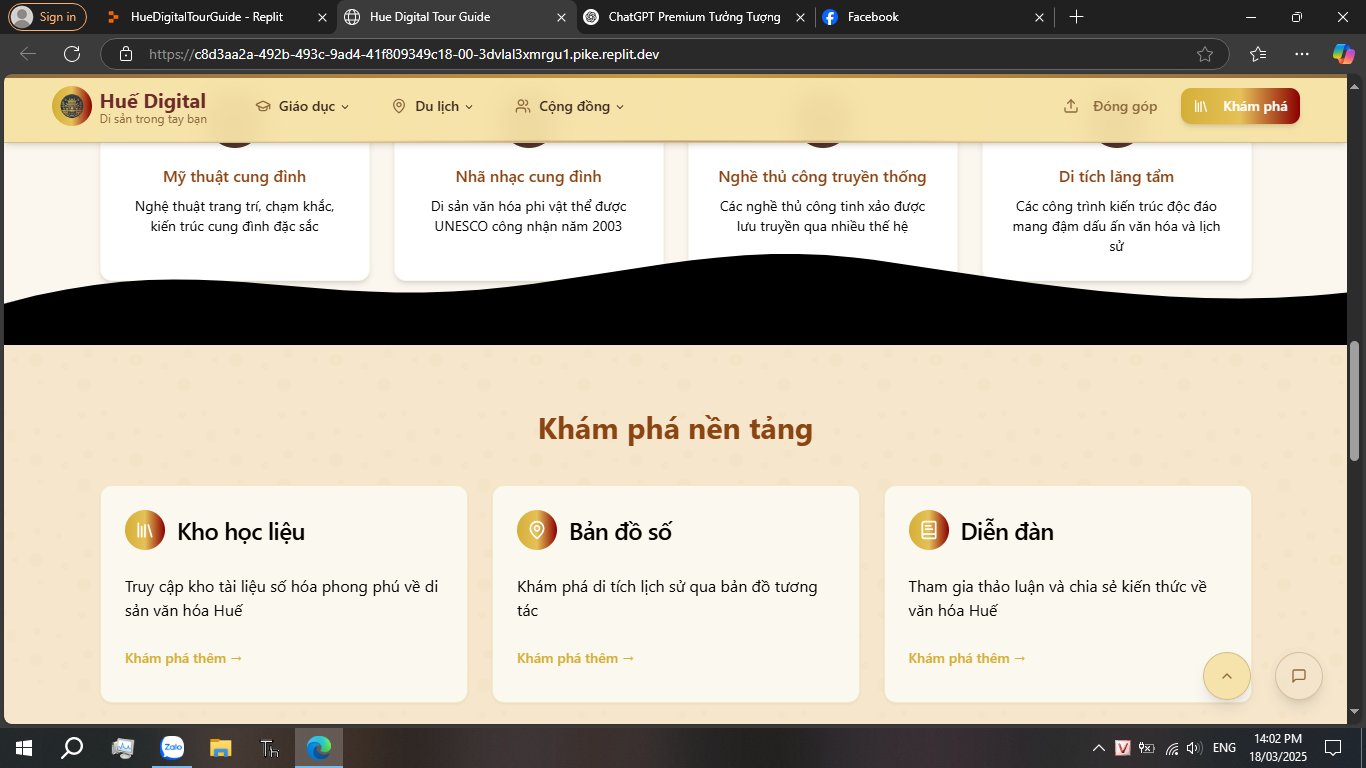 Sign in
HueDigitalTourGuide - Replit
Hue Digital Tour Guide
ChatGPT Premium Tưởng Tượng
Facebook
https://c8d3aa2a-492b-493c-9ad4-41f809349c18-00-3dvlal3xmrgu1.pike.replit.dev
Huế Digital
Di sản trong tay bạn
Giáo dục
Du lịch
Cộng đồng
Đóng góp
Khám phá
Mỹ thuật cung đình
Nghệ thuật trang trí, chạm khắc,
kiến trúc cung đình đặc sắc
Nhã nhạc cung đình
Di sản văn hóa phi vật thể được
UNESCO công nhận năm 2003
Nghề thủ công truyền thống
Các nghề thủ công tinh xảo được
lưu truyền qua nhiều thế hệ
Di tích lăng tẩm
Các công trình kiến trúc độc đáo
mang đậm dấu ấn văn hóa và lịch
sử
Khám phá nền tảng
Kho học liệu
Truy cập kho tài liệu số hóa phong phú về di
sản văn hóa Huế
Khám phá thêm →
Bản đồ số
Khám phá di tích lịch sử qua bản đồ tương
tác
Khám phá thêm →
Diễn đàn
Tham gia thảo luận và chia sẻ kiến thức về
văn hóa Huế
Khám phá thêm →
Zalo
Th
V
ENG
14:02 PM
18/03/2025